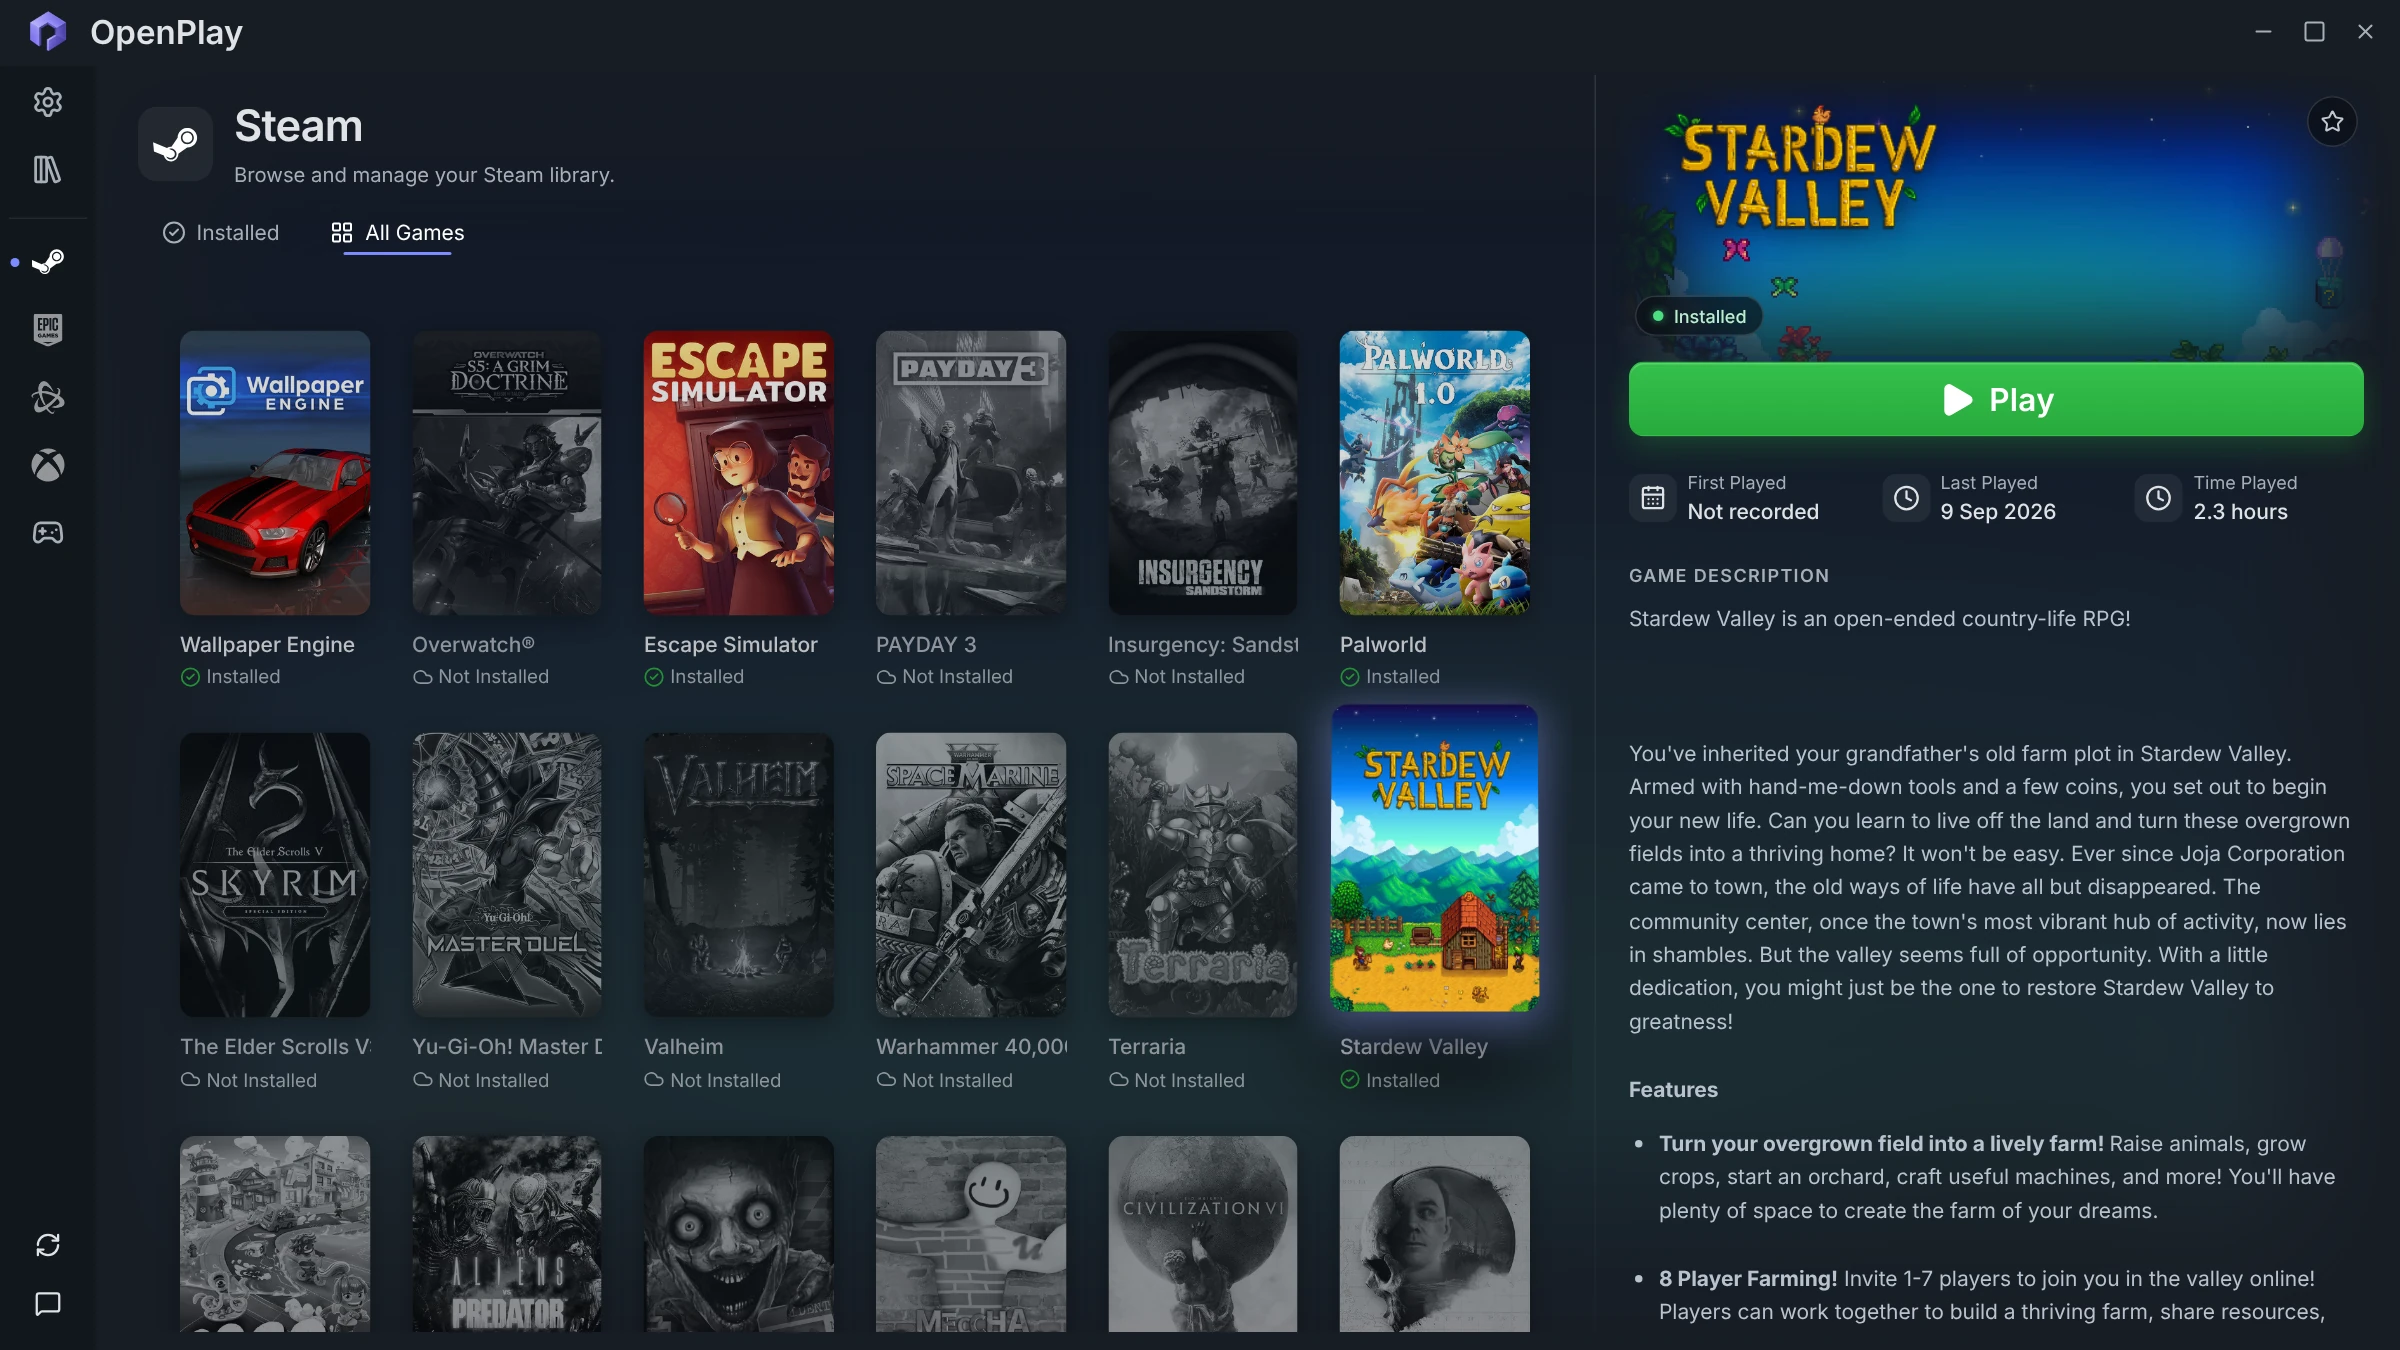 OpenPlay
Steam
Browse and manage your Steam library.
Installed
All Games
Wallpaper
ENGINE
OVERWATCH
S5: A GRIM
DOCTRINE
ESCAPE
SIMULATOR
PAYDAY 3
INSURGENCY
SANDSTORM
PALWORLD
1.0
Wallpaper Engine
Overwatch®
Escape Simulator
PAYDAY 3
Insurgency: Sandst
Palworld
Installed
Not Installed
Installed
Not Installed
Not Installed
Installed
The Elder Scrolls V
SKYRIM
SPECIAL EDITION
Yu-Gi-Oh!
MASTER DUEL
VALHEIM
WARHAMMER
SPACE MARINE
Terraria
STARDEW
VALLEY
The Elder Scrolls V:
Yu-Gi-Oh! Master D
Valheim
Warhammer 40,000
Terraria
Stardew Valley
Not Installed
Not Installed
Not Installed
Not Installed
Not Installed
Installed
ALIENS
VS
PREDATOR
MECCHA
CIVILIZATION VI
EPIC
GAMES
STARDEW
VALLEY
Installed
Play
First Played
Not recorded
Last Played
9 Sep 2026
Time Played
2.3 hours
GAME DESCRIPTION
Stardew Valley is an open-ended country-life RPG!
You've inherited your grandfather's old farm plot in Stardew Valley.
Armed with hand-me-down tools and a few coins, you set out to begin
your new life. Can you learn to live off the land and turn these overgrown
fields into a thriving home? It won't be easy. Ever since Joja Corporation
came to town, the old ways of life have all but disappeared. The
community center, once the town's most vibrant hub of activity, now lies
in shambles. But the valley seems full of opportunity. With a little
dedication, you might just be the one to restore Stardew Valley to
greatness!
Features
Turn your overgrown field into a lively farm! Raise animals, grow
crops, start an orchard, craft useful machines, and more! You'll have
plenty of space to create the farm of your dreams.
8 Player Farming! Invite 1-7 players to join you in the valley online!
Players can work together to build a thriving farm, share resources,